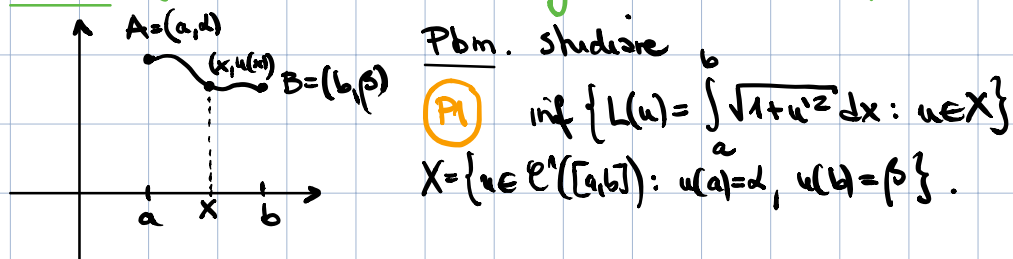 A=(a,α)
(x,u(x)) B=(b,β)
a x b
Pbm. studiare
P1 inf { L(u) = ∫_a^b √(1+u'²) dx : u∈X }
X={u∈ C¹([a,b]): u(a)=α, u(b)=β}.